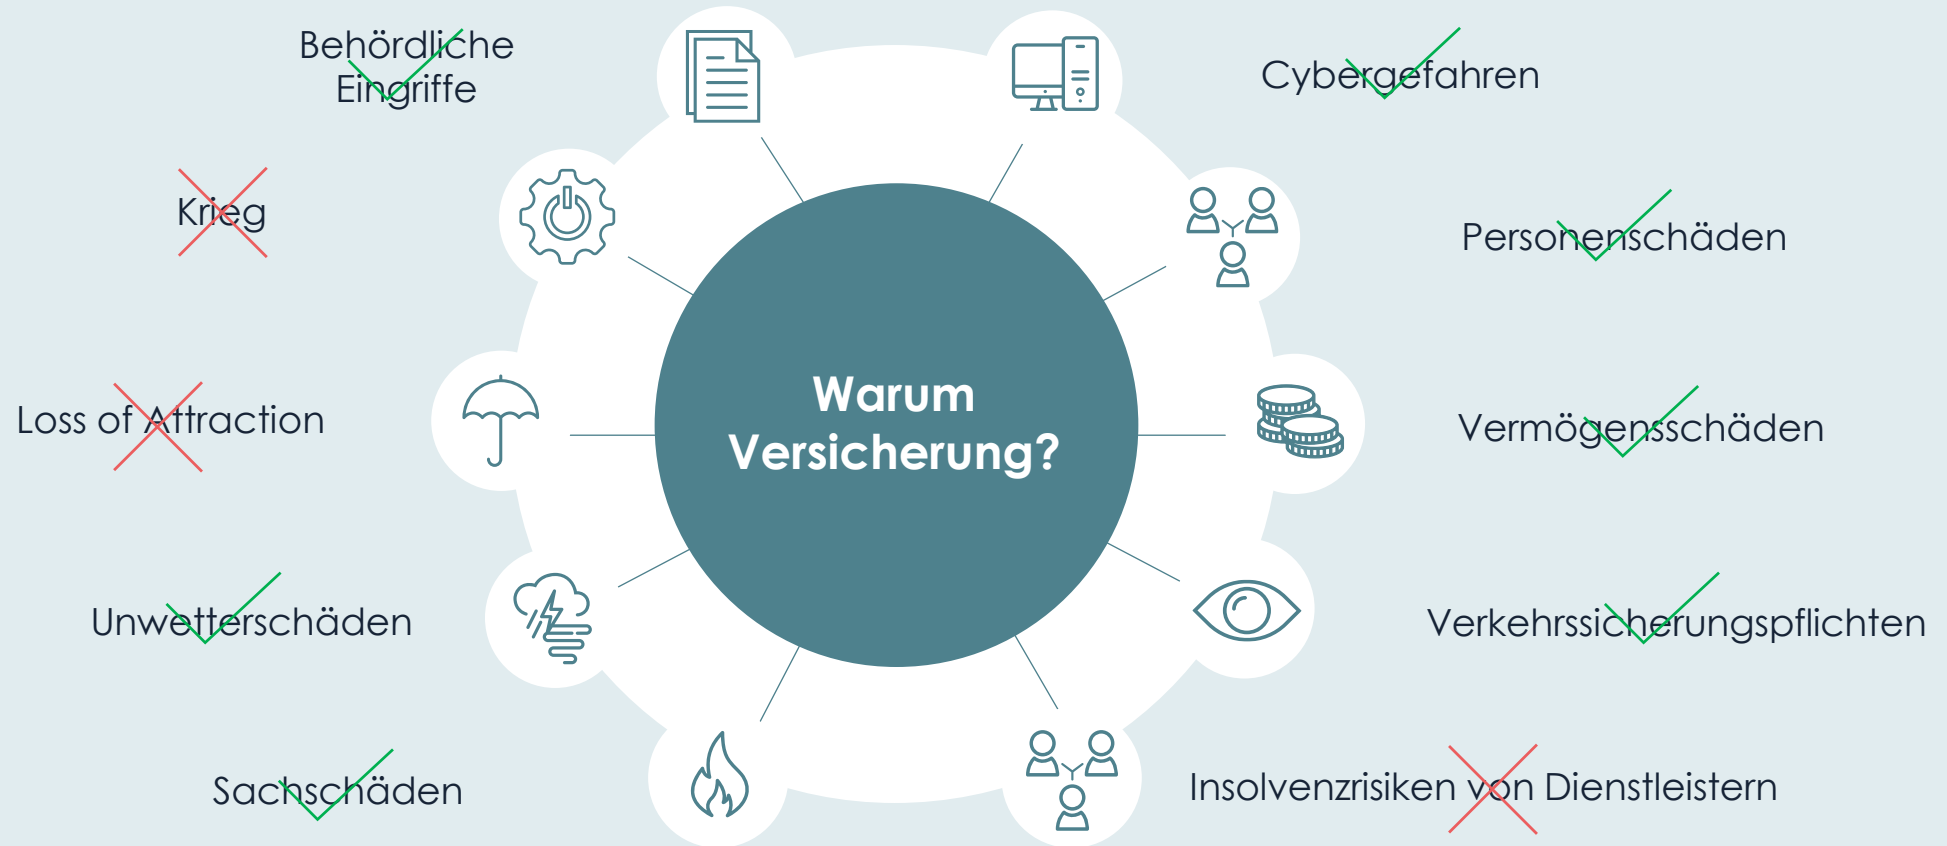 Behördliche
Eingriffe
Cybergefahren
Krieg
Personenschäden
Loss of Attraction
Warum
Versicherung?
Vermögensschäden
Unwetterschäden
Verkehrssicherungspflichten
Sachschäden
Insolvenzrisiken von Dienstleistern